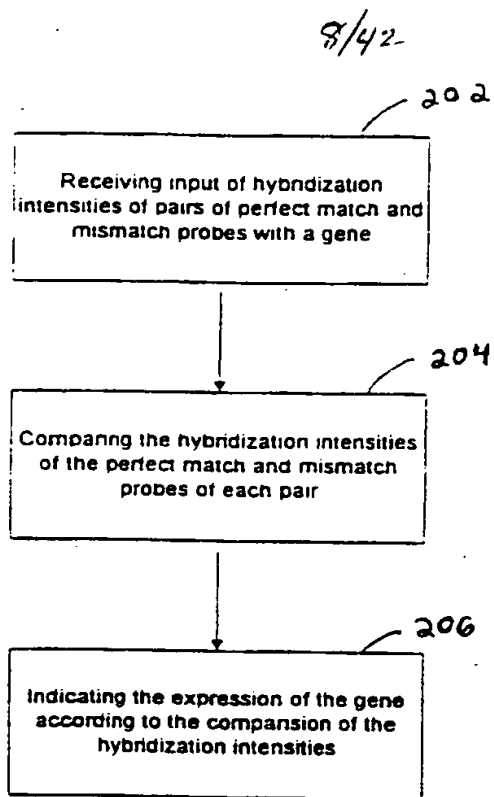 8/42
202
Receiving input of hybridization
intensities of pairs of perfect match and
mismatch probes with a gene
204
Comparing the hybridization intensities
of the perfect match and mismatch
probes of each pair
206
Indicating the expression of the gene
according to the compansion of the
hybridization intensities